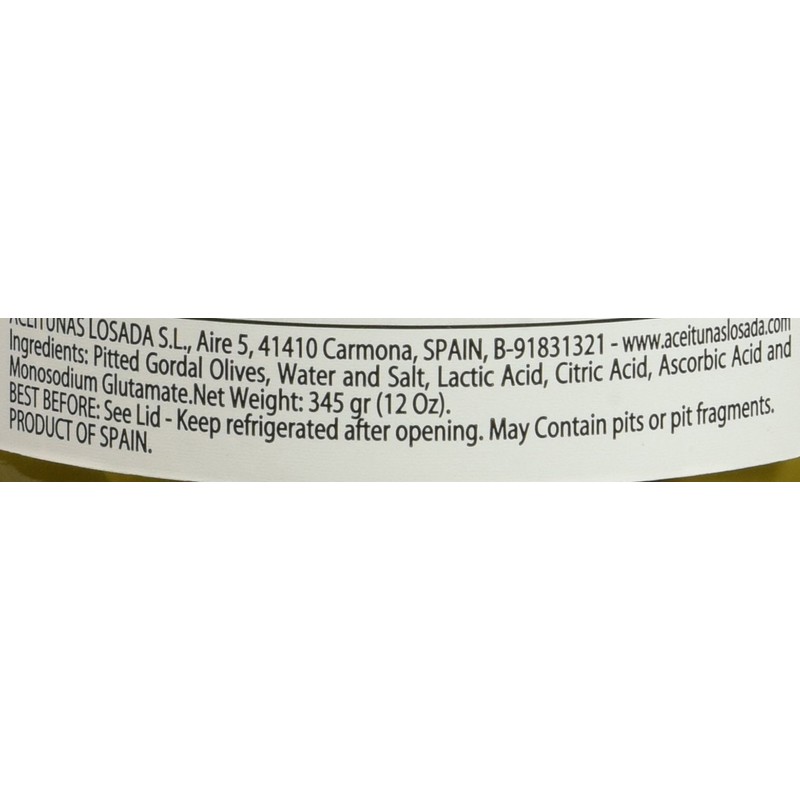 ACEITUNAS LOSADA S.L., Aire 5, 41410 Carmona, SPAIN, B-91831321 - www.aceitunaslosada.com
Ingredients: Pitted Gordal Olives, Water and Salt, Lactic Acid, Citric Acid, Ascorbic Acid and
Monosodium Glutamate.Net Weight: 345 gr (12 Oz).
BEST BEFORE: See Lid - Keep refrigerated after opening. May Contain pits or pit fragments.
PRODUCT OF SPAIN.